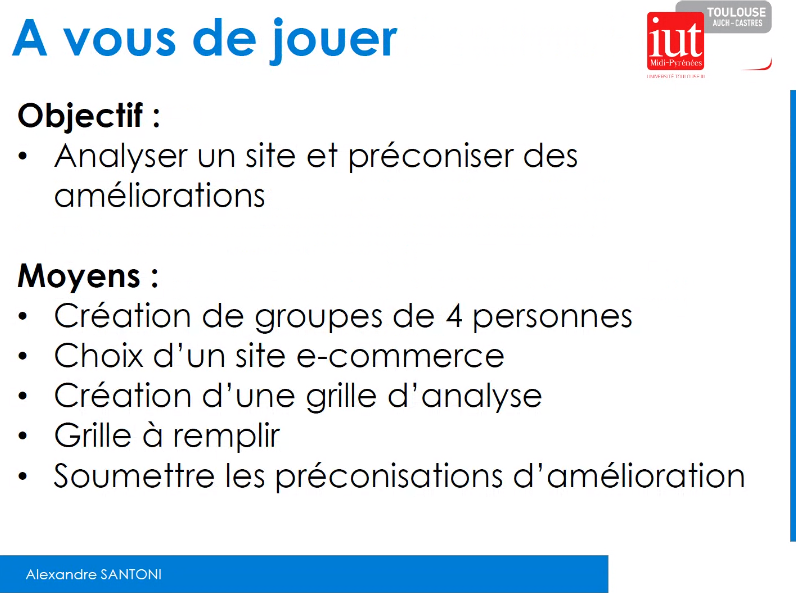 A vous de jouer
TOULOUSE
AUCH - CASTRES
iut
Midi-Pyrénées
Objectif :
• Analyser un site et préconiser des
améliorations
Moyens :
• Création de groupes de 4 personnes
• Choix d’un site e-commerce
• Création d’une grille d’analyse
• Grille à remplir
• Soumettre les préconisations d’amélioration
Alexandre SANTONI